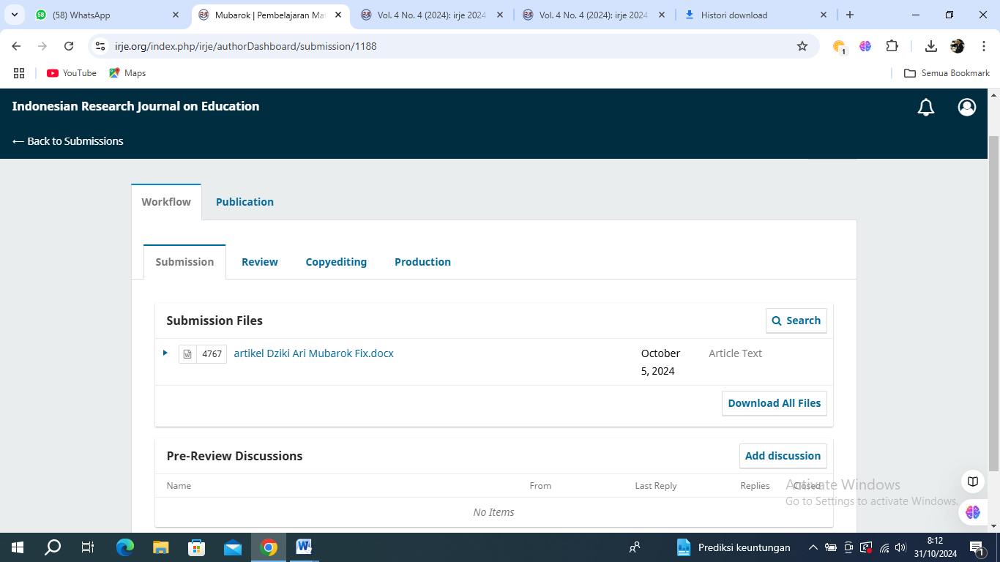 (58) WhatsApp
Mubarok | Pembelajaran Mat
Vol. 4 No. 4 (2024): irje 2024
Vol. 4 No. 4 (2024): irje 2024
Histori download
irje.org/index.php/irje/authorDashboard/submission/1188
1
YouTube
Maps
Semua Bookmark
Indonesian Research Journal on Education
← Back to Submissions
Workflow
Publication
Submission
Review
Copyediting
Production
Submission Files
Search
4767
artikel Dziki Ari Mubarok Fix.docx
October
5, 2024
Article Text
Download All Files
Pre-Review Discussions
Add discussion
Name
From
Last Reply
Replies
Closed
No Items
Activate Windows
Go to Settings to activate Windows.
Prediksi keuntungan
8:12
31/10/2024
1